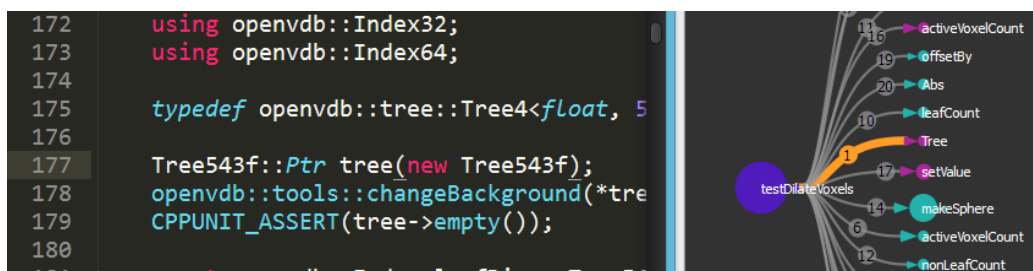 172 using openvdb::Index32;
173 using openvdb::Index64;
174
175 typedef openvdb::tree::Tree4<float, 5
176
177 Tree543f::Ptr tree(new Tree543f);
178 openvdb::tools::changeBackground(*tre
179 CPPUNIT_ASSERT(tree->empty());
180
11 activeVoxelCount
16
19 offsetBy
20 Abs
10 leafCount
Tree
1
17 setValue
testDilateVoxels
14 makeSphere
6 activeVoxelCount
12 nonLeafCount